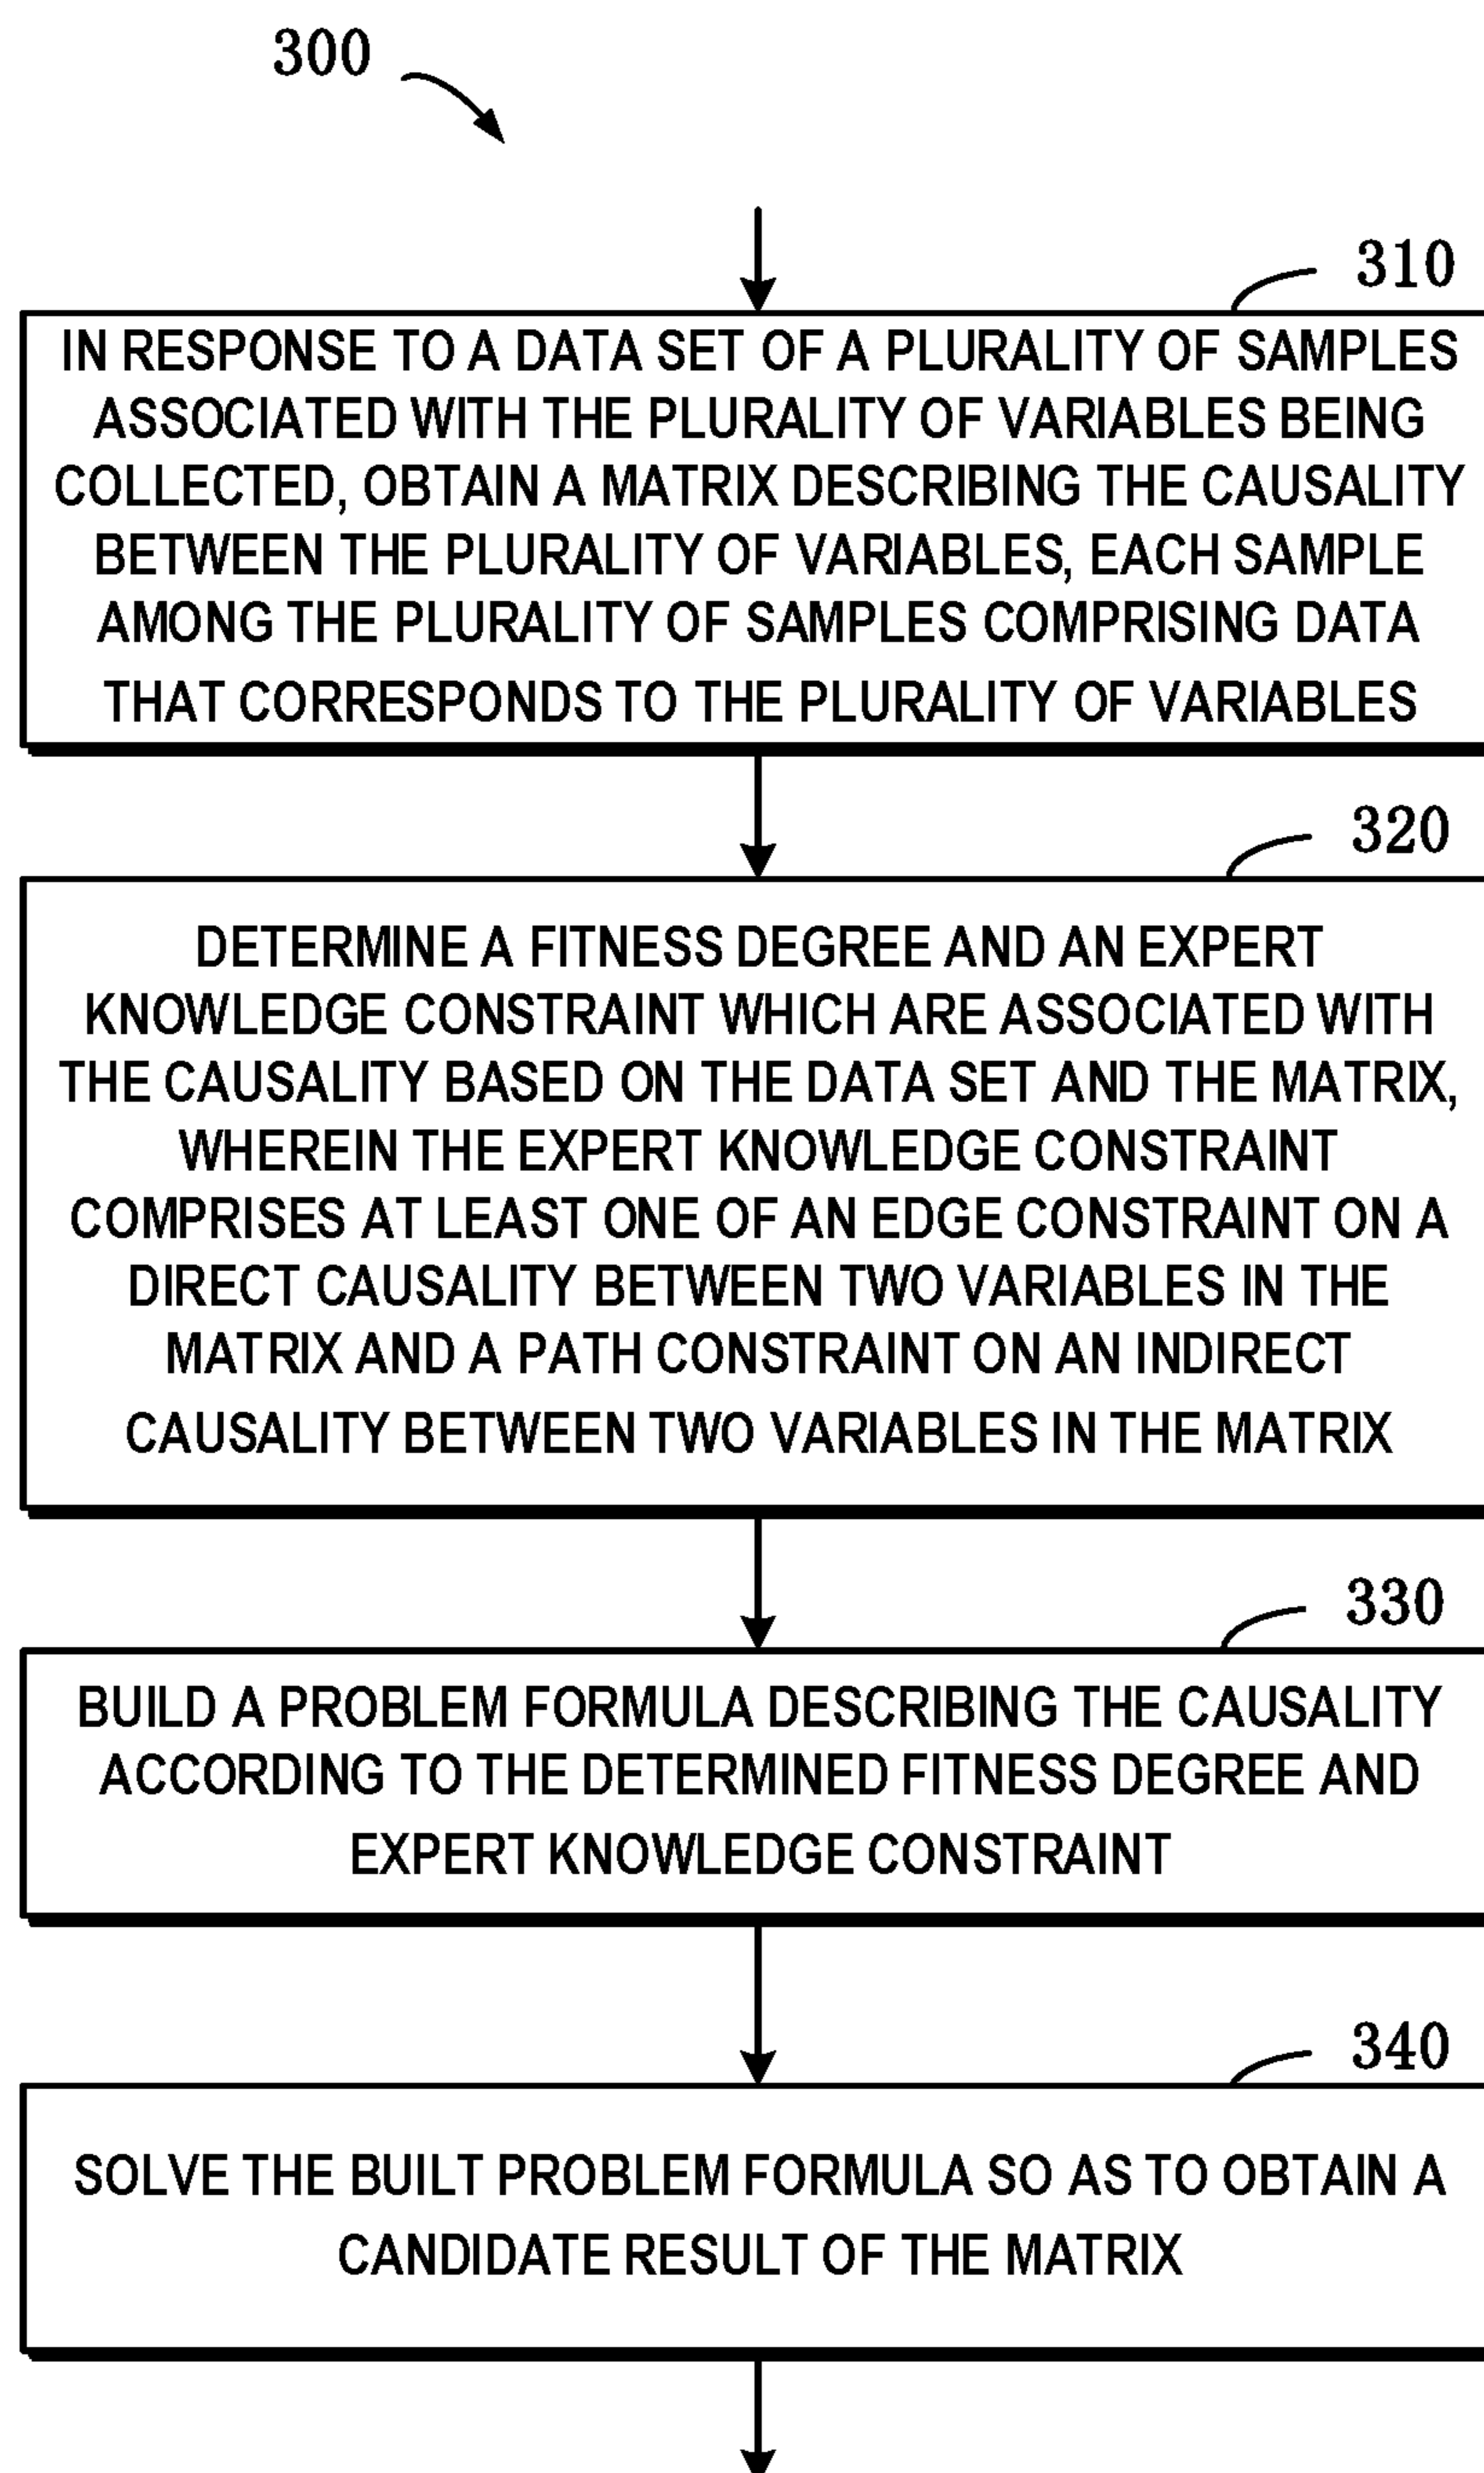 300
310
IN RESPONSE TO A DATA SET OF A PLURALITY OF SAMPLES
ASSOCIATED WITH THE PLURALITY OF VARIABLES BEING
COLLECTED, OBTAIN A MATRIX DESCRIBING THE CAUSALITY
BETWEEN THE PLURALITY OF VARIABLES, EACH SAMPLE
AMONG THE PLURALITY OF SAMPLES COMPRISING DATA
THAT CORRESPONDS TO THE PLURALITY OF VARIABLES
320
DETERMINE A FITNESS DEGREE AND AN EXPERT
KNOWLEDGE CONSTRAINT WHICH ARE ASSOCIATED WITH
THE CAUSALITY BASED ON THE DATA SET AND THE MATRIX,
WHEREIN THE EXPERT KNOWLEDGE CONSTRAINT
COMPRISES AT LEAST ONE OF AN EDGE CONSTRAINT ON A
DIRECT CAUSALITY BETWEEN TWO VARIABLES IN THE
MATRIX AND A PATH CONSTRAINT ON AN INDIRECT
CAUSALITY BETWEEN TWO VARIABLES IN THE MATRIX
330
BUILD A PROBLEM FORMULA DESCRIBING THE CAUSALITY
ACCORDING TO THE DETERMINED FITNESS DEGREE AND
EXPERT KNOWLEDGE CONSTRAINT
340
SOLVE THE BUILT PROBLEM FORMULA SO AS TO OBTAIN A
CANDIDATE RESULT OF THE MATRIX